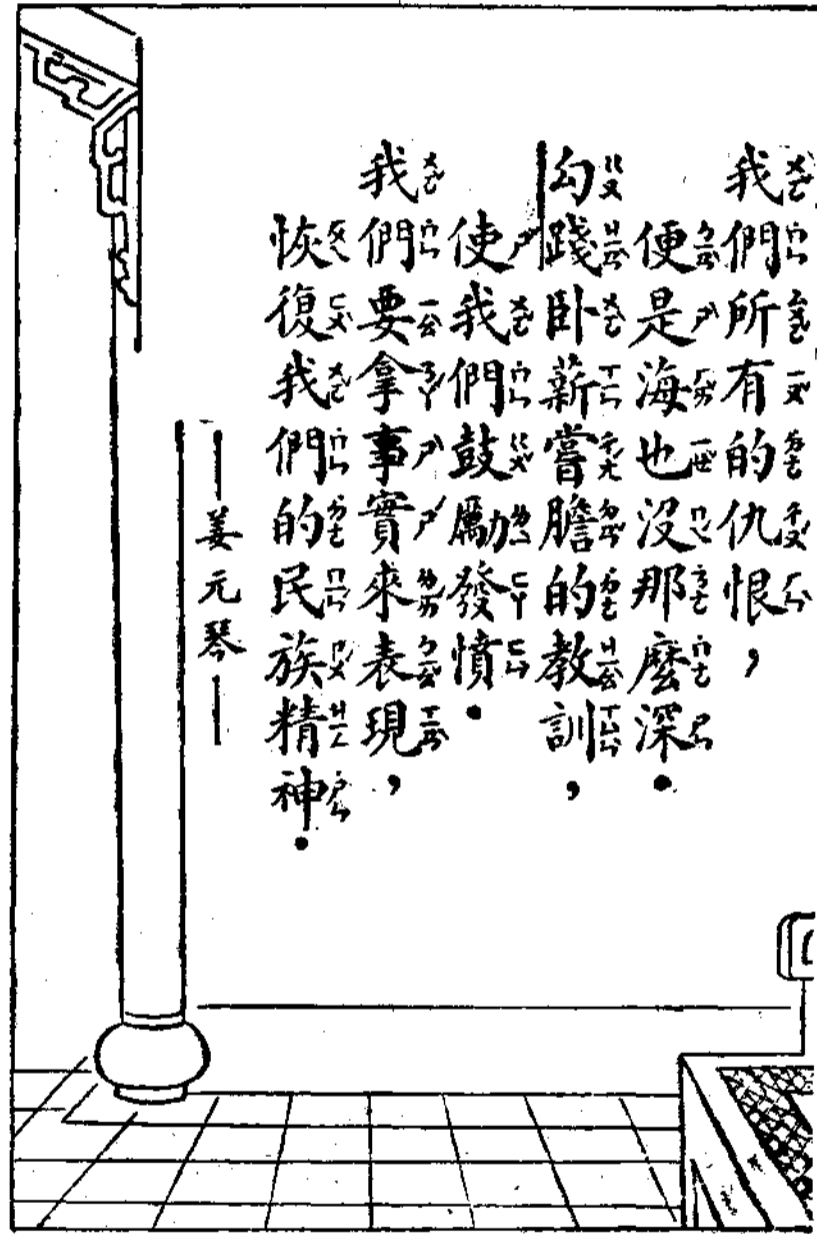 我們所有的仇恨，
便是海也沒那麼深．
勾踐臥薪嘗膽的教訓，
使我們鼓勵發憤．
我們要拿事實來表現，
恢復我們的民族精神．
——姜元琴——